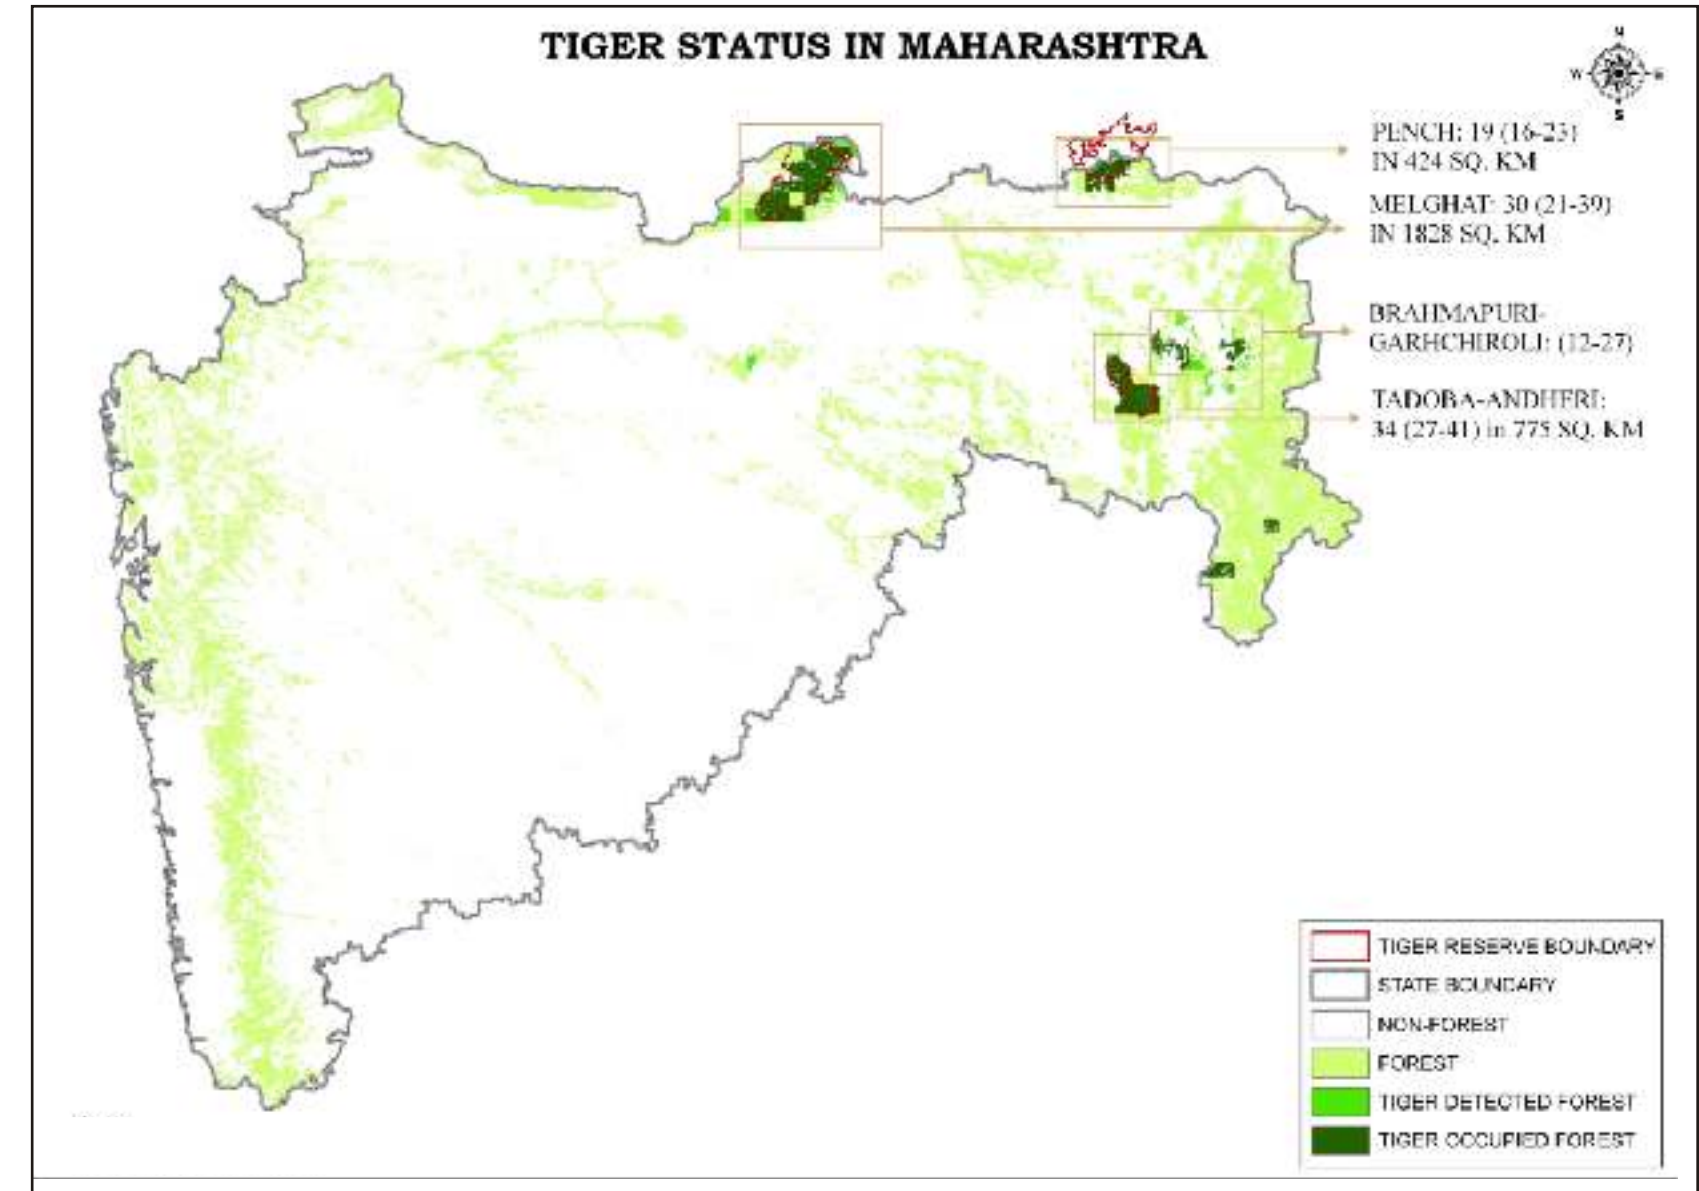 TIGER STATUS IN MAHARASHTRA
N
W
E
S
PENCH: 19 (16-23)
IN 424 SQ. KM
MELGHAT: 30 (21-39)
IN 1828 SQ. KM
BRAHMAPURI-
GARHCHIROLI: (12-27)
TADOBA-ANDHERI:
34 (27-41) in 775 SQ. KM
TIGER RESERVE BOUNDARY
STATE BOUNDARY
NON-FOREST
FOREST
TIGER DETECTED FOREST
TIGER OCCUPIED FOREST